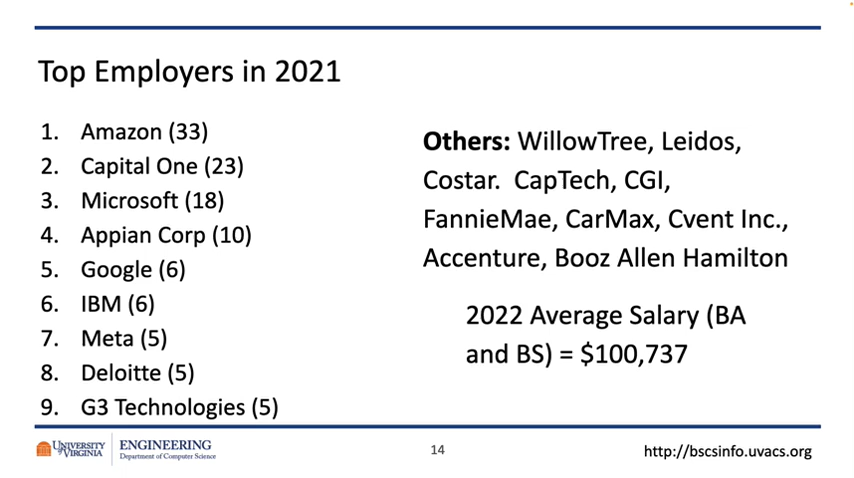 Top Employers in 2021
1. Amazon (33)
2. Capital One (23)
3. Microsoft (18)
4. Appian Corp (10)
5. Google (6)
6. IBM (6)
7. Meta (5)
8. Deloitte (5)
9. G3 Technologies (5)
Others: WillowTree, Leidos,
Costar. CapTech, CGI,
FannieMae, CarMax, Cvent Inc.,
Accenture, Booz Allen Hamilton
2022 Average Salary (BA
and BS) = $100,737
UNIVERSITY
of VIRGINIA
ENGINEERING
Department of Computer Science
14
http://bscsinfo.uvacs.org